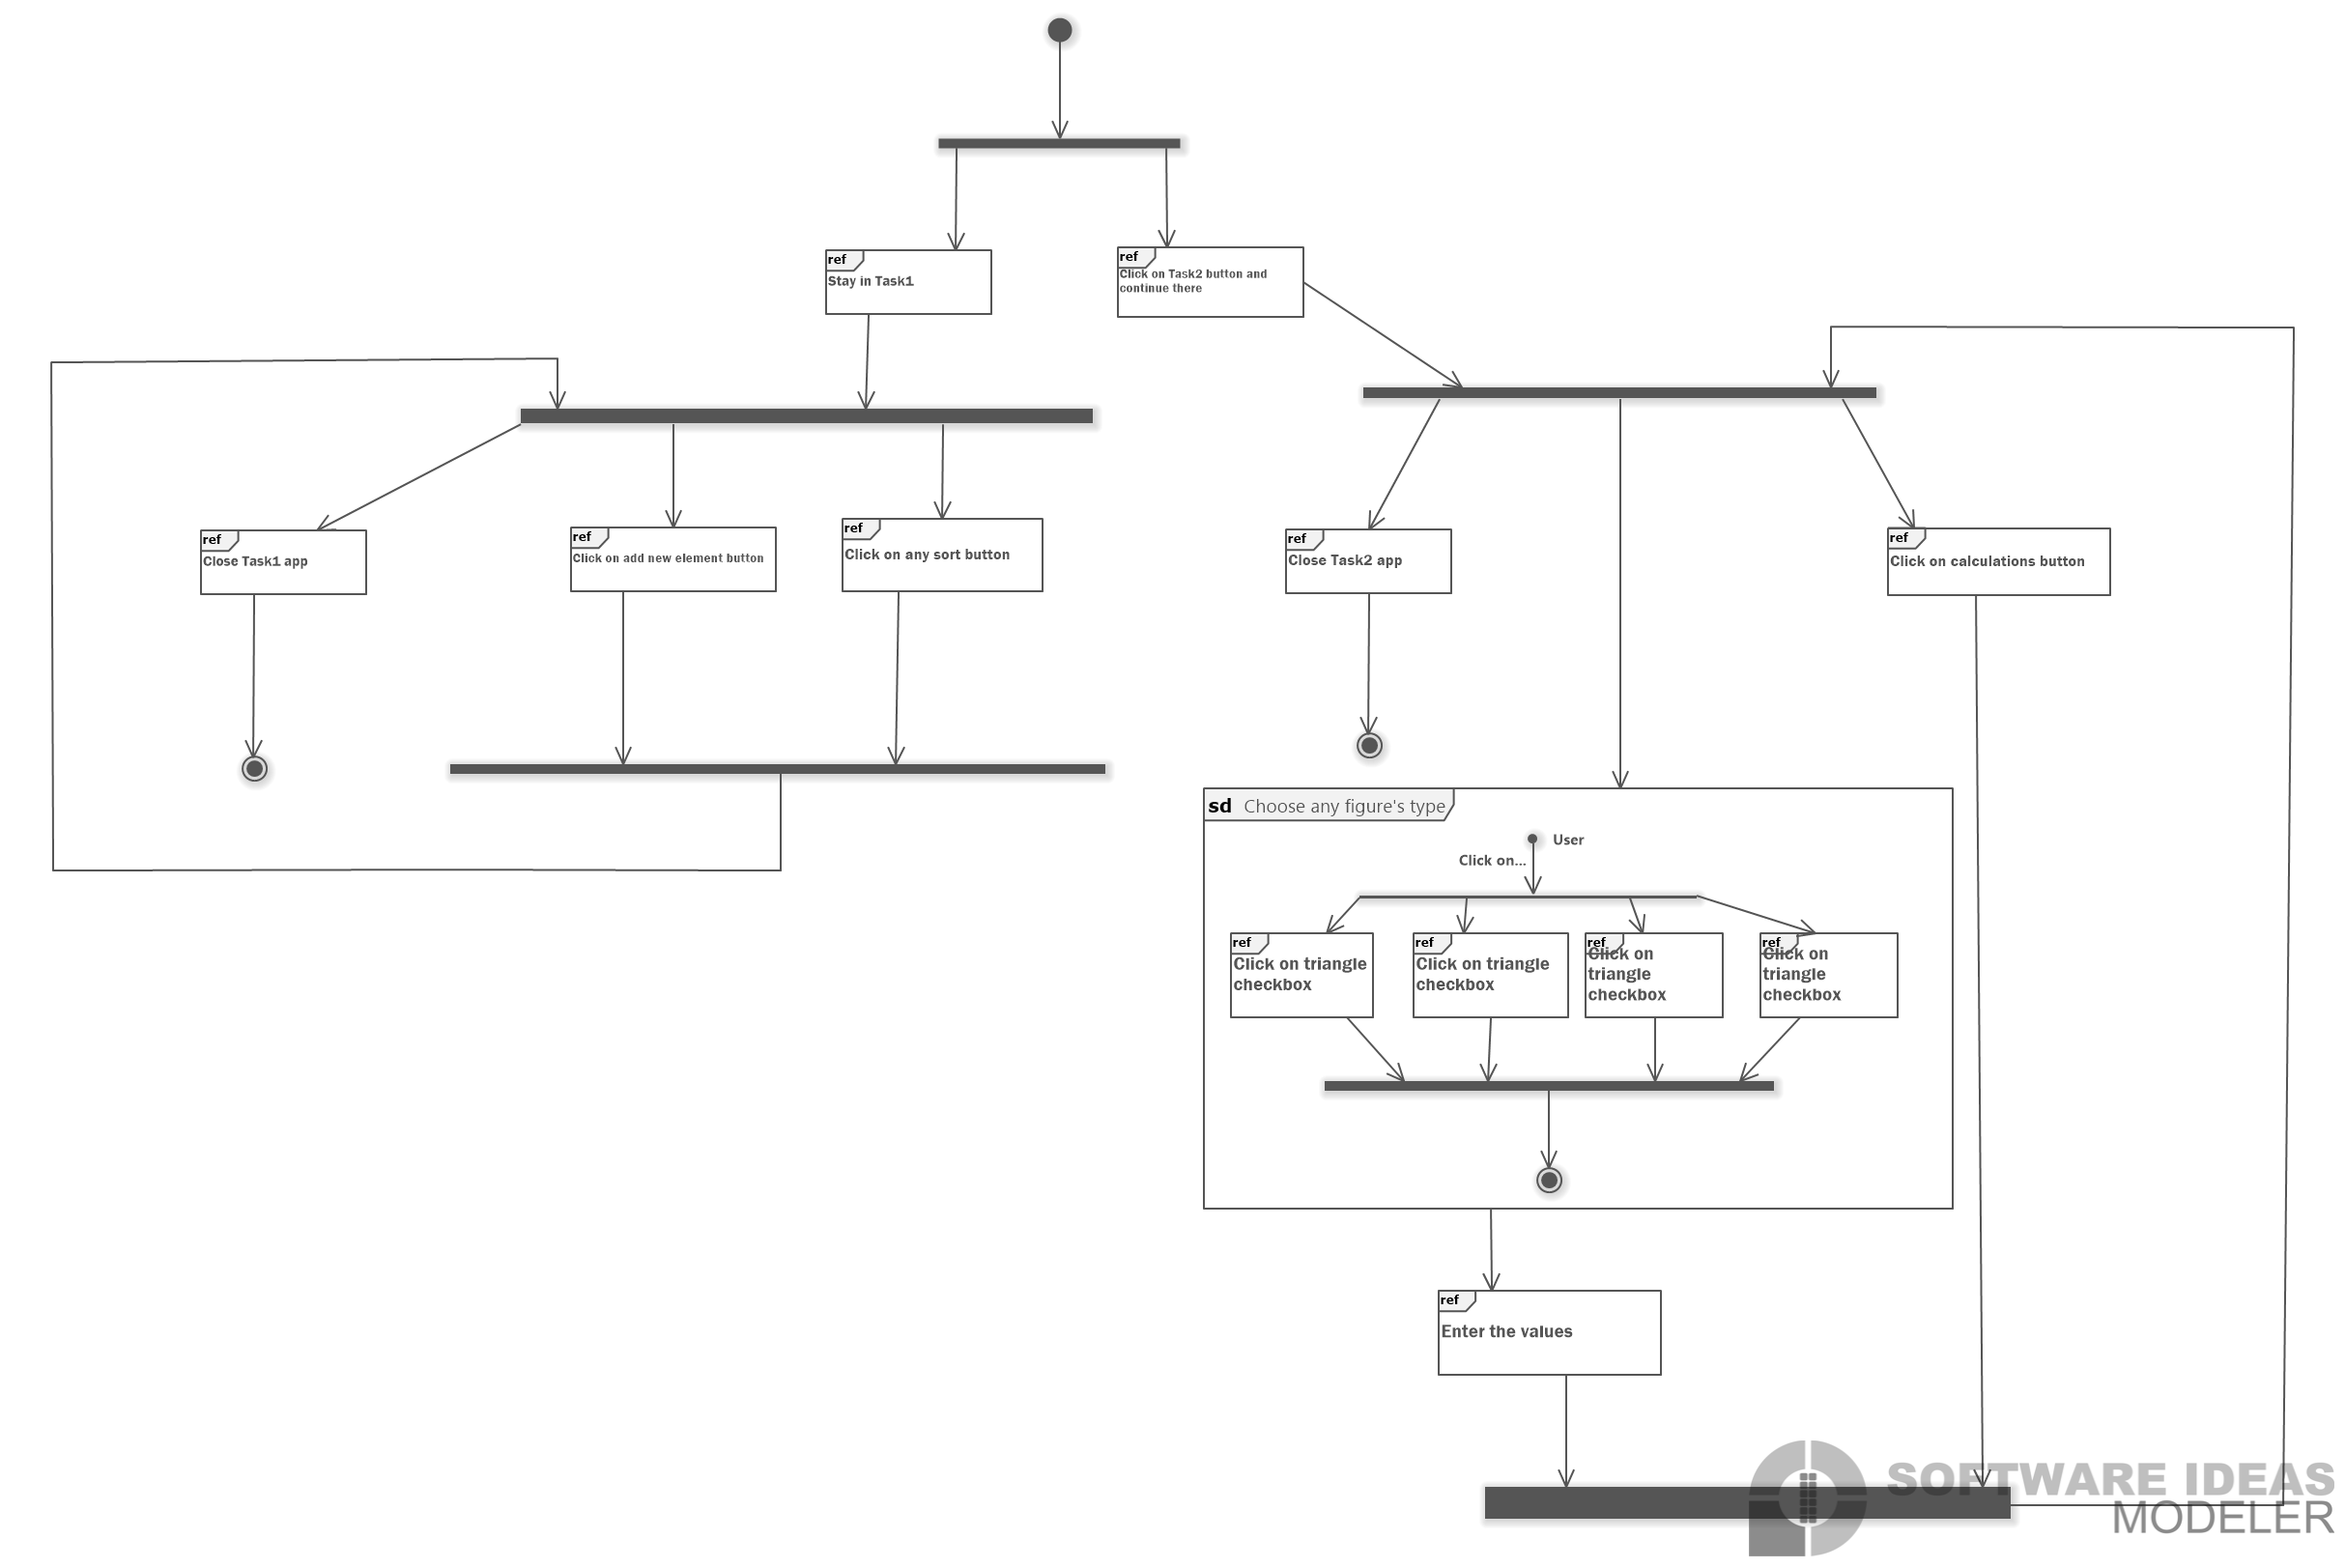 ref
Stay in Task1
ref
Click on Task2 button and
continue there
ref
Close Task1 app
ref
Click on add new element button
ref
Click on any sort button
ref
Close Task2 app
ref
Click on calculations button
sd Choose any figure's type
User
Click on...
ref
Click on triangle
checkbox
ref
Click on triangle
checkbox
ref
Click on
triangle
checkbox
ref
Click on
triangle
checkbox
ref
Enter the values
SOFTWARE IDEAS
MODELER